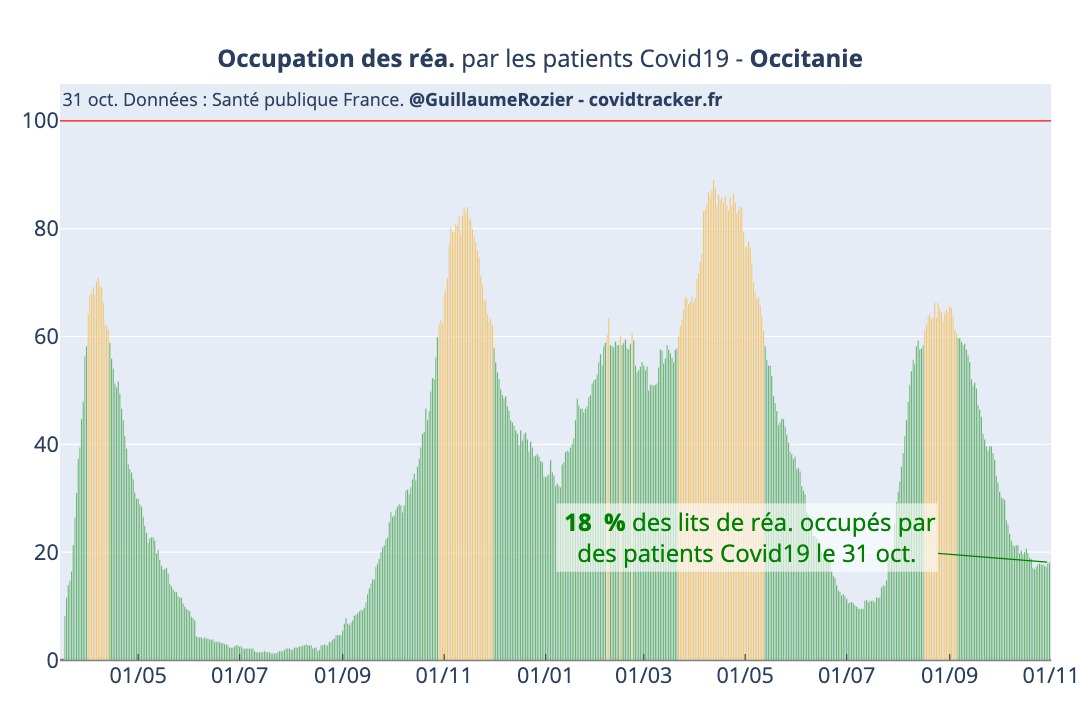 Occupation des réa. par les patients Covid19 - Occitanie
31 oct. Données : Santé publique France. @GuillaumeRozier - covidtracker.fr
100
80
60
40
20
0
18 % des lits de réa. occupés par
des patients Covid19 le 31 oct.
01/05 01/07 01/09 01/11 01/01 01/03 01/05 01/07 01/09 01/11